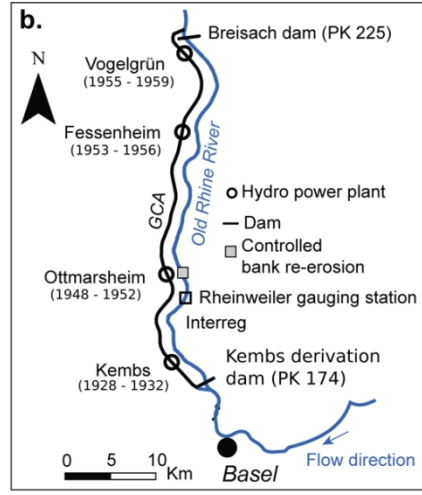 b.
Breisach dam (PK 225)
N
Vogelgrün
(1955 - 1959)
Fessenheim
(1953 - 1956)
GCA
Old Rhine River
Hydro power plant
Dam
Controlled
bank re-erosion
Ottmarsheim
(1948 - 1952)
Rheinweiler gauging station
Interreg
Kembs
(1928 - 1932)
Kembs derivation
dam (PK 174)
0 5 10
Km
Basel
Flow direction